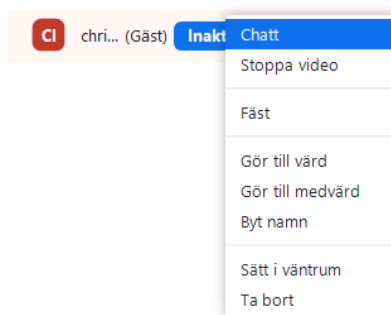 CI chri... (Gäst) Inakt
Chatt
Stoppa video
Fäst
Gör till värd
Gör till medvärd
Byt namn
Sätt i väntrum
Ta bort